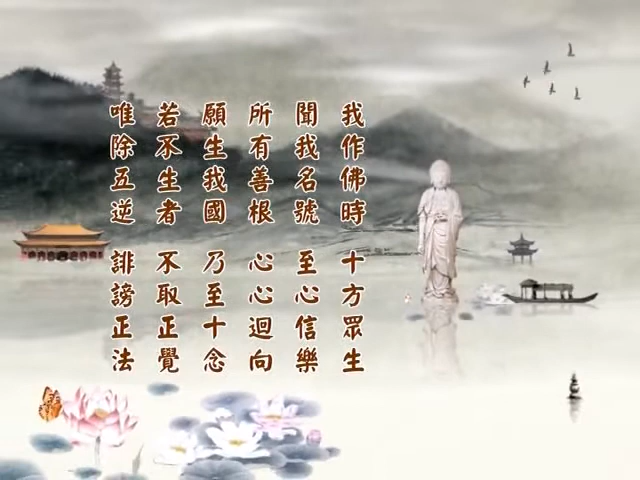 我作佛時 十方眾生
聞我名號 至心信樂
所有善根 心心迴向
願生我國 乃至十念
若不生者 不取正覺
唯除五逆 誹謗正法